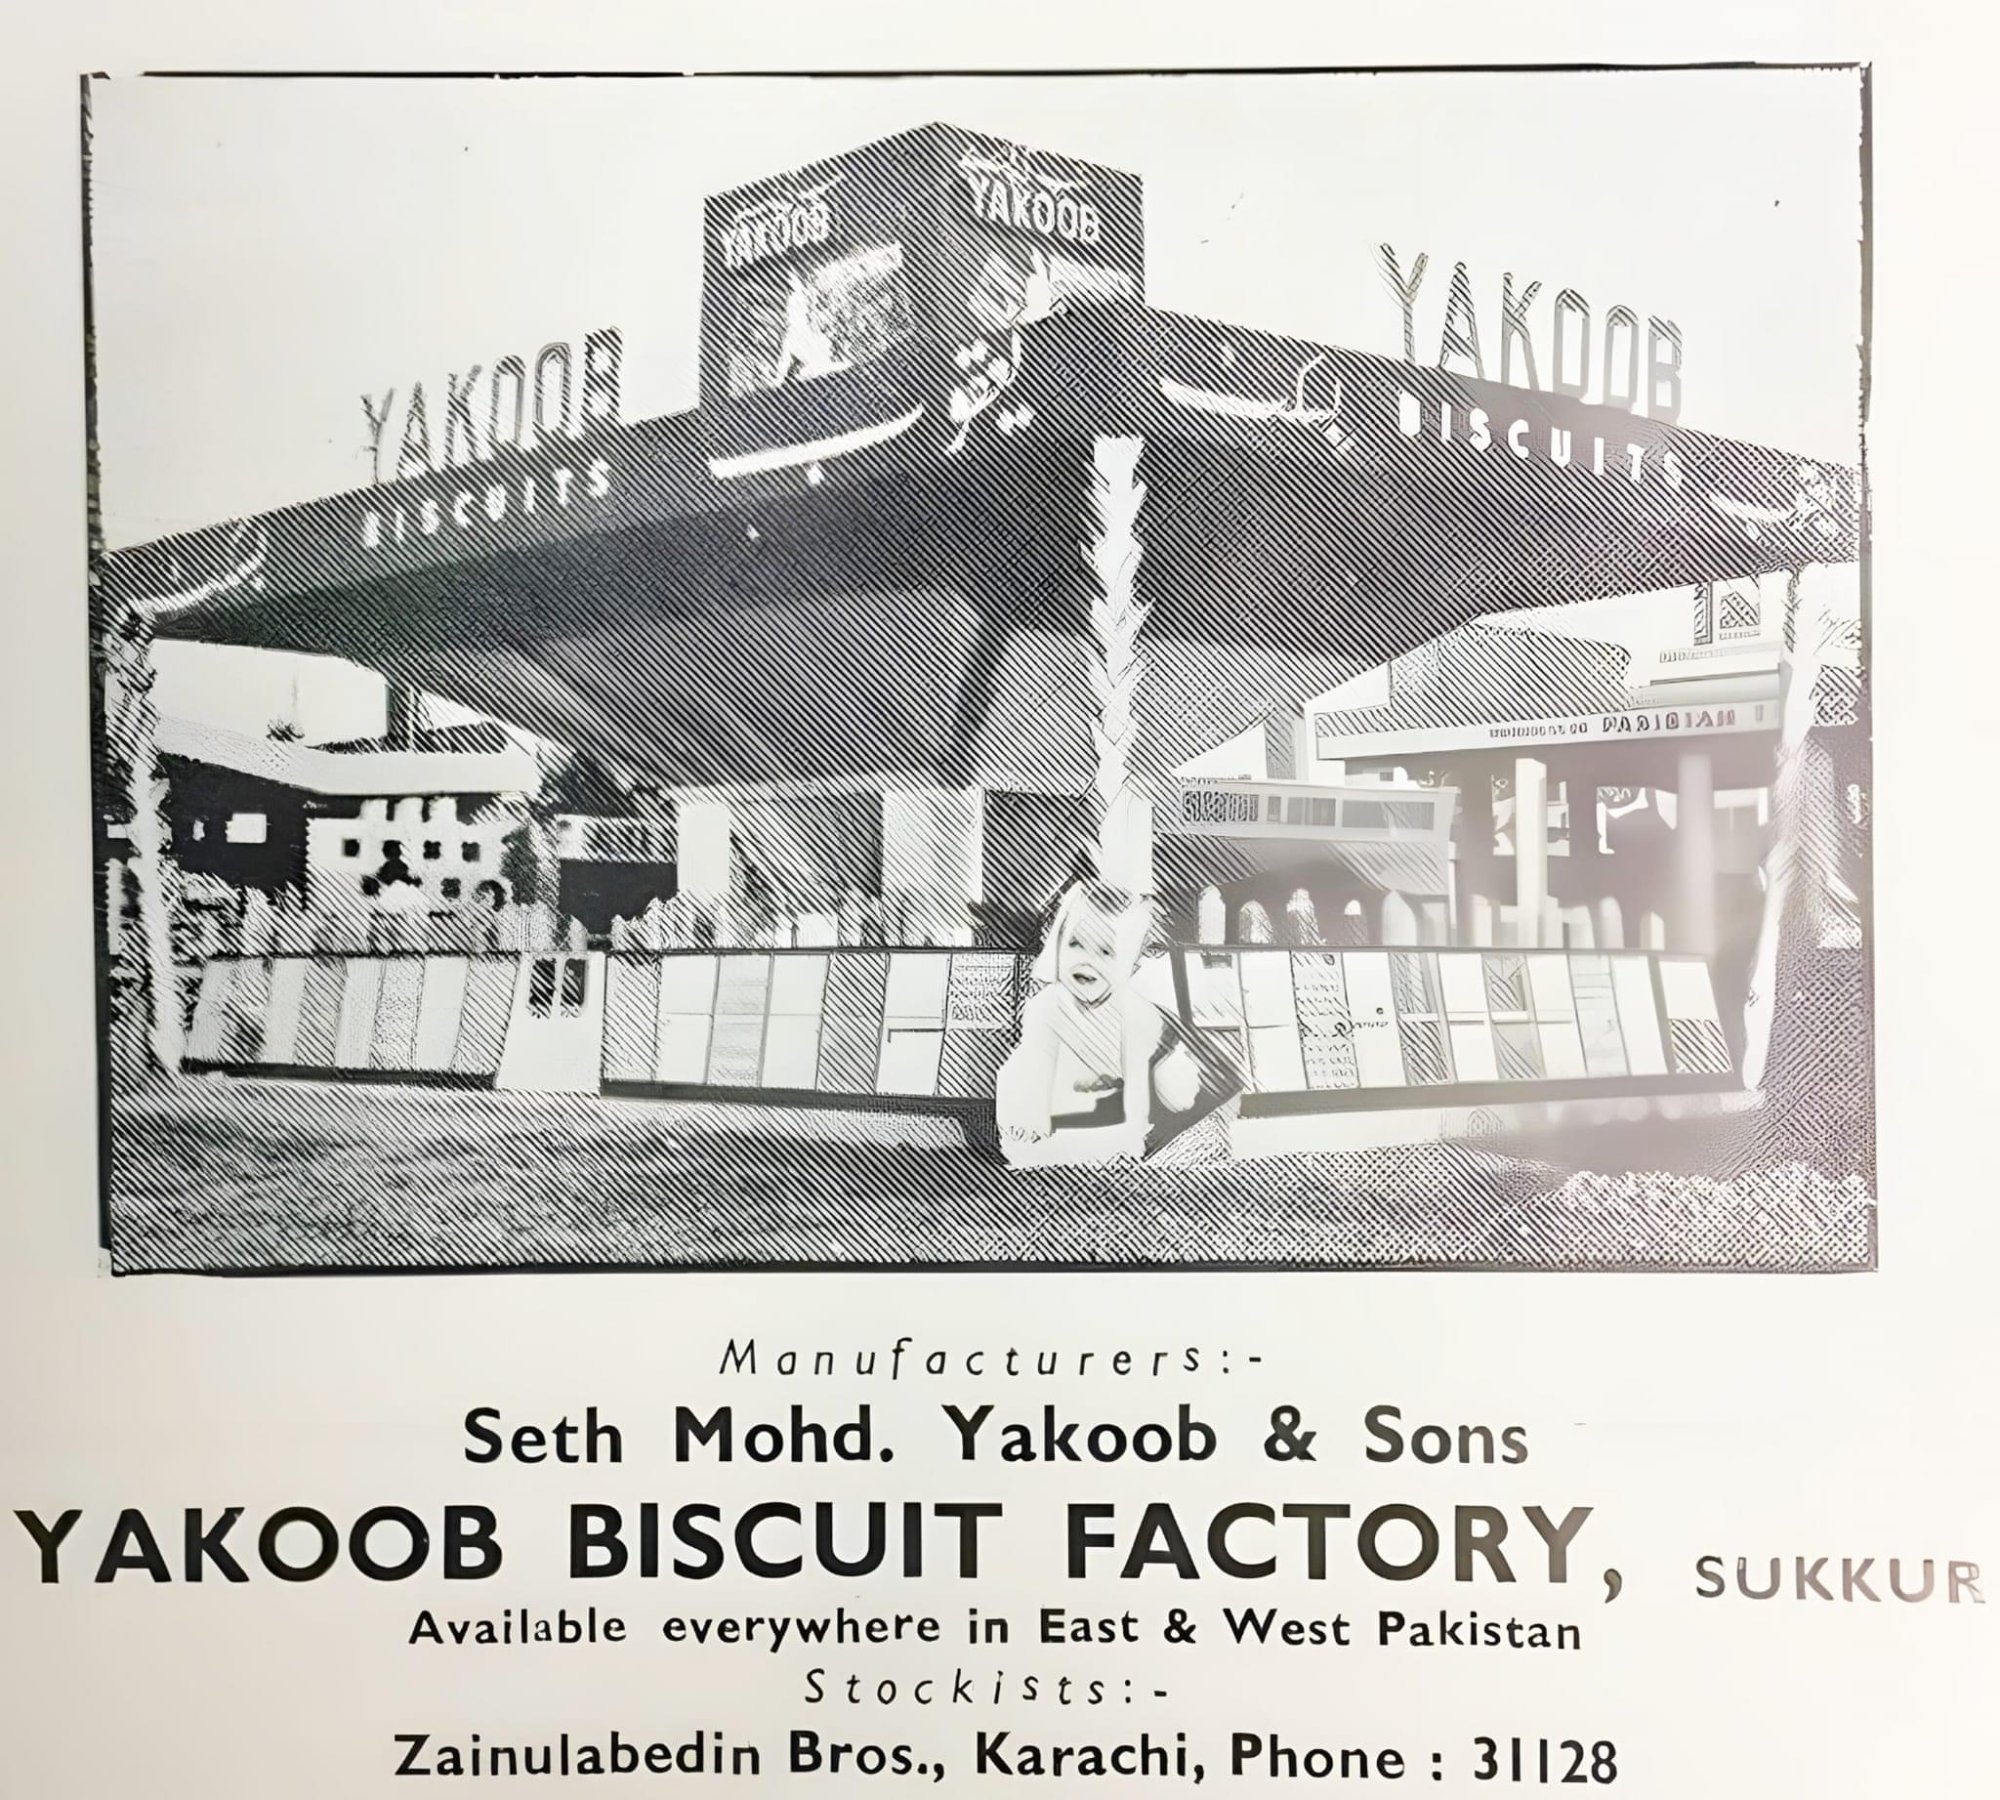 YAKOOB
YAKOOB
YAKOOB
BISCUITS
YAKOOB
BISCUITS
Manufacturers:-
Seth Mohd. Yakoob & Sons
YAKOOB BISCUIT FACTORY, SUKKUR
Available everywhere in East & West Pakistan
Stockists:-
Zainulabedin Bros., Karachi, Phone : 31128